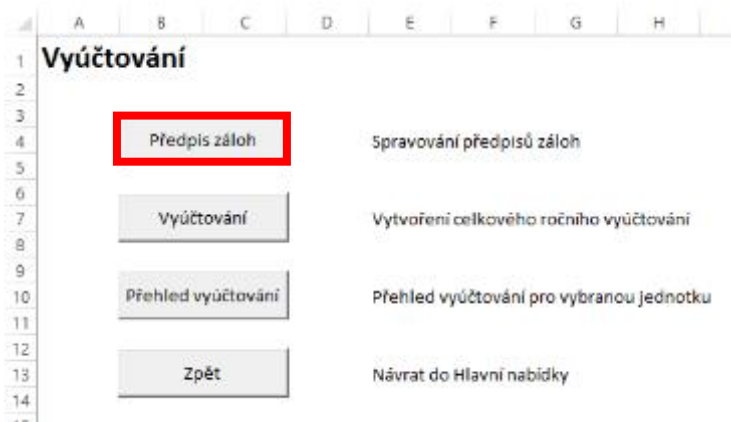 A B C D E F G H
1 Vyúčtování
2
3
4 Předpis záloh Spravování předpisů záloh
5
6
7 Vyúčtování Vytvoření celkového ročního vyúčtování
8
9
10 Přehled vyúčtování Přehled vyúčtování pro vybranou jednotku
11
12
13 Zpět Návrat do Hlavní nabídky
14